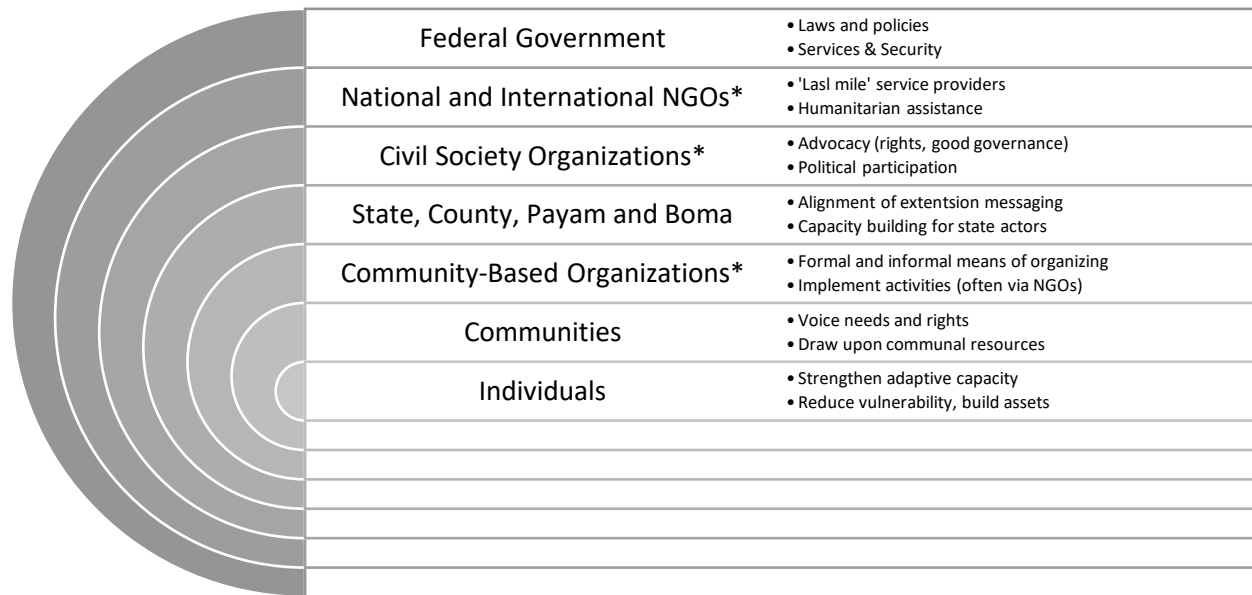 Federal Government
• Laws and policies
• Services & Security
National and International NGOs*
• 'Lasl mile' service providers
• Humanitarian assistance
Civil Society Organizations*
• Advocacy (rights, good governance)
• Political participation
State, County, Payam and Boma
• Alignment of extentsion messaging
• Capacity building for state actors
Community-Based Organizations*
• Formal and informal means of organizing
• Implement activities (often via NGOs)
Communities
• Voice needs and rights
• Draw upon communal resources
Individuals
• Strengthen adaptive capacity
• Reduce vulnerability, build assets